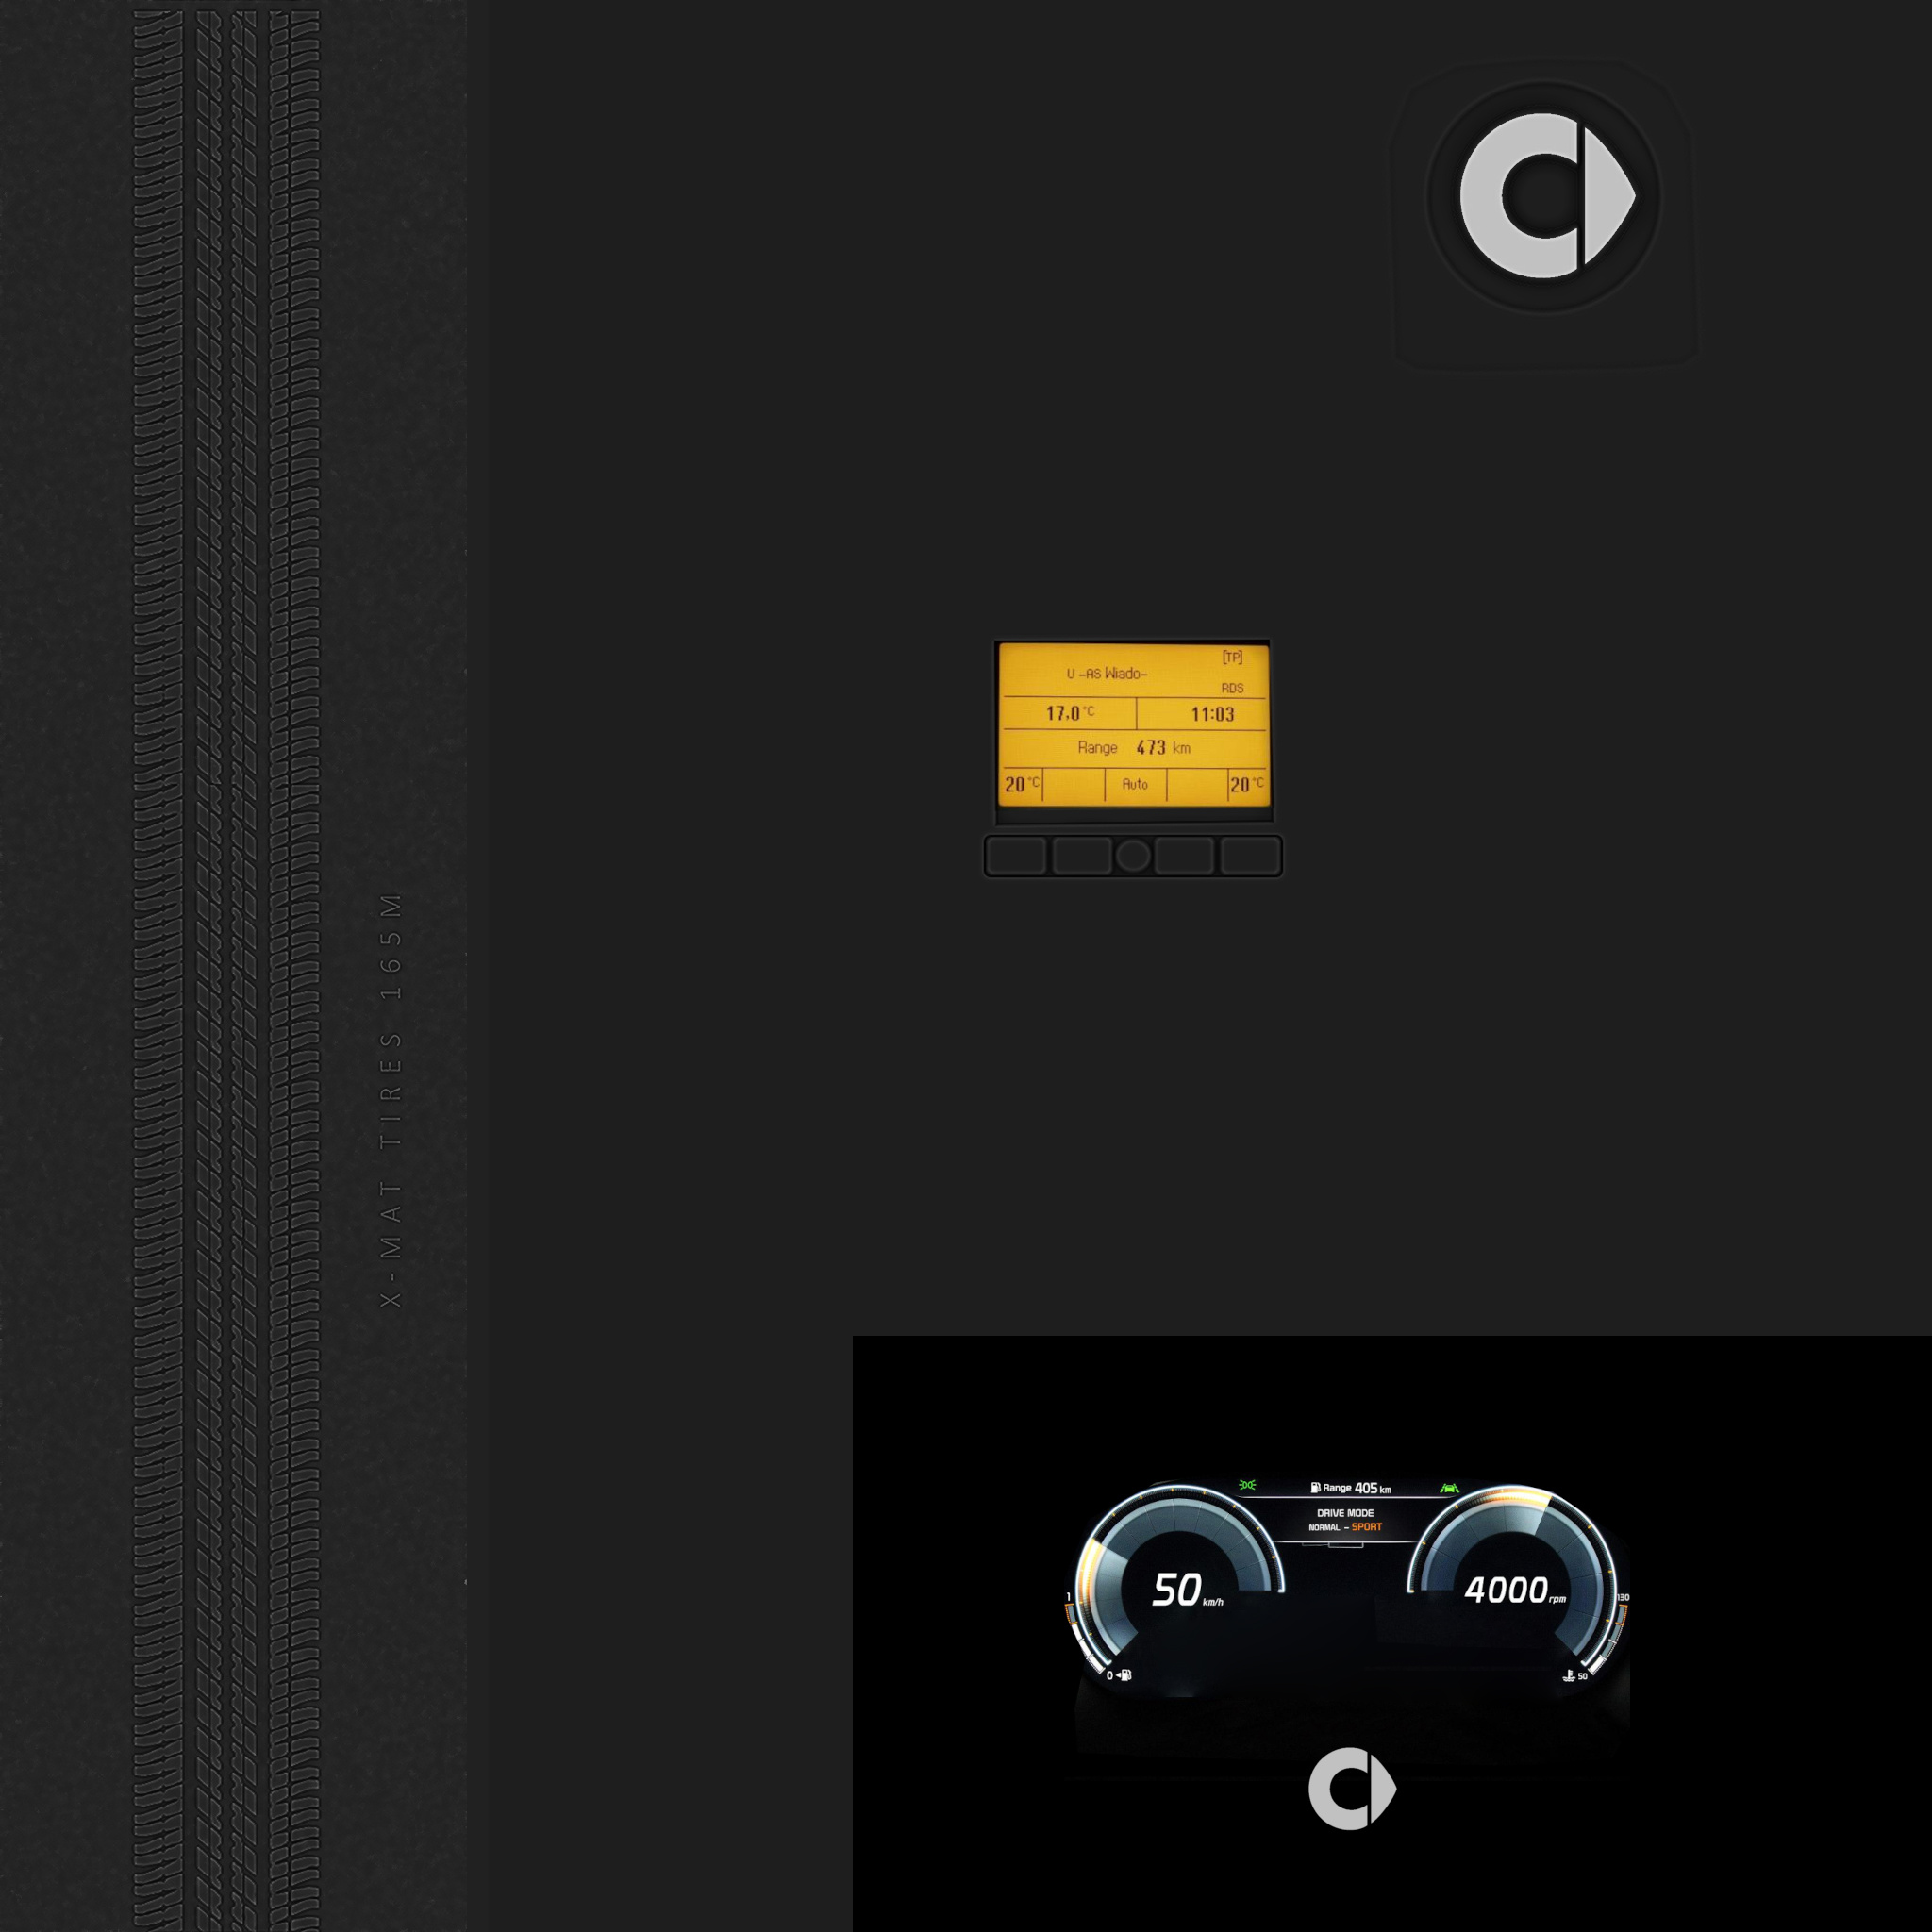 [TP]
U -AS Wiado-
RDS
17,0°C 11:03
Range 473 km
20°C Auto 20°C
X-MAT TIRES 165M
Range 405 km
DRIVE MODE
NORMAL - SPORT
50 km/h
4000 rpm
1
130
0
50